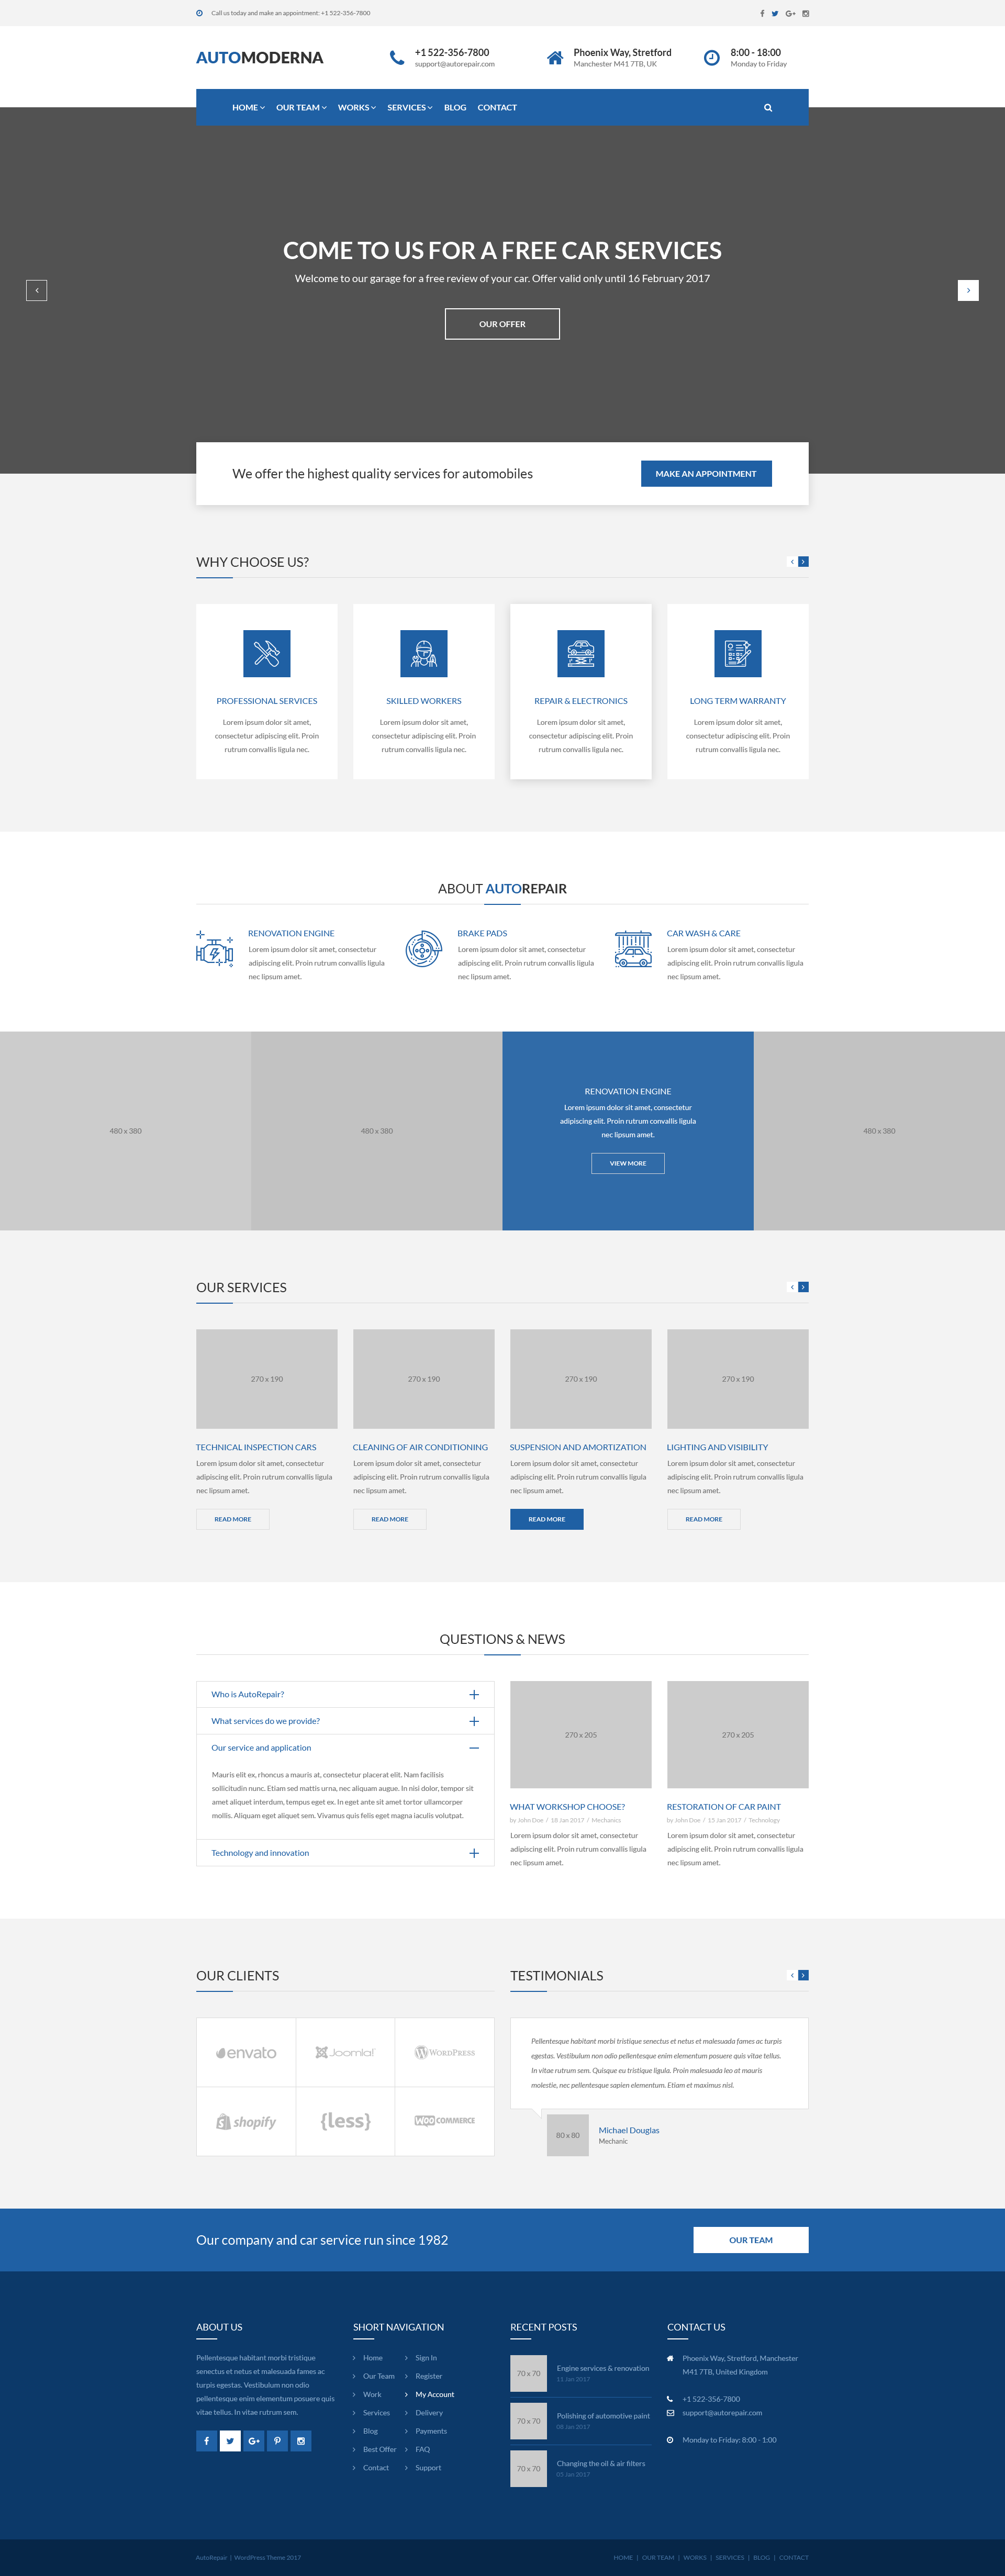 Call us today and make an appointment: +1 522-356-7800
AUTOMODERNA
+1 522-356-7800
support@autorepair.com
Phoenix Way, Stretford
Manchester M41 7TB, UK
8:00 - 18:00
Monday to Friday
HOME OUR TEAM WORKS SERVICES BLOG CONTACT
COME TO US FOR A FREE CAR SERVICES
Welcome to our garage for a free review of your car. Offer valid only until 16 February 2017
OUR OFFER
We offer the highest quality services for automobiles
MAKE AN APPOINTMENT
WHY CHOOSE US?
PROFESSIONAL SERVICES
Lorem ipsum dolor sit amet,
consectetur adipiscing elit. Proin
rutrum convallis ligula nec.
SKILLED WORKERS
Lorem ipsum dolor sit amet,
consectetur adipiscing elit. Proin
rutrum convallis ligula nec.
REPAIR & ELECTRONICS
Lorem ipsum dolor sit amet,
consectetur adipiscing elit. Proin
rutrum convallis ligula nec.
LONG TERM WARRANTY
Lorem ipsum dolor sit amet,
consectetur adipiscing elit. Proin
rutrum convallis ligula nec.
ABOUT AUTOREPAIR
RENOVATION ENGINE
Lorem ipsum dolor sit amet, consectetur
adipiscing elit. Proin rutrum convallis ligula
nec lipsum amet.
BRAKE PADS
Lorem ipsum dolor sit amet, consectetur
adipiscing elit. Proin rutrum convallis ligula
nec lipsum amet.
CAR WASH & CARE
Lorem ipsum dolor sit amet, consectetur
adipiscing elit. Proin rutrum convallis ligula
nec lipsum amet.
480 x 380
480 x 380
RENOVATION ENGINE
Lorem ipsum dolor sit amet, consectetur
adipiscing elit. Proin rutrum convallis ligula
nec lipsum amet.
VIEW MORE
480 x 380
OUR SERVICES
270 x 190
TECHNICAL INSPECTION CARS
Lorem ipsum dolor sit amet, consectetur
adipiscing elit. Proin rutrum convallis ligula
nec lipsum amet.
READ MORE
270 x 190
CLEANING OF AIR CONDITIONING
Lorem ipsum dolor sit amet, consectetur
adipiscing elit. Proin rutrum convallis ligula
nec lipsum amet.
READ MORE
270 x 190
SUSPENSION AND AMORTIZATION
Lorem ipsum dolor sit amet, consectetur
adipiscing elit. Proin rutrum convallis ligula
nec lipsum amet.
READ MORE
270 x 190
LIGHTING AND VISIBILITY
Lorem ipsum dolor sit amet, consectetur
adipiscing elit. Proin rutrum convallis ligula
nec lipsum amet.
READ MORE
QUESTIONS & NEWS
Who is AutoRepair?
What services do we provide?
Our service and application
Mauris elit ex, rhoncus a mauris at, consectetur placerat elit. Nam facilisis
sollicitudin nunc. Etiam sed mattis urna, nec aliquam augue. In nisi dolor, tempor sit
amet aliquet interdum, tempus eget ex. In eget ante sit amet tortor ullamcorper
mollis. Aliquam eget aliquet sem. Vivamus quis felis eget magna iaculis volutpat.
Technology and innovation
270 x 205
WHAT WORKSHOP CHOOSE?
by John Doe / 18 Jan 2017 / Mechanics
Lorem ipsum dolor sit amet, consectetur
adipiscing elit. Proin rutrum convallis ligula
nec lipsum amet.
270 x 205
RESTORATION OF CAR PAINT
by John Doe / 15 Jan 2017 / Technology
Lorem ipsum dolor sit amet, consectetur
adipiscing elit. Proin rutrum convallis ligula
nec lipsum amet.
OUR CLIENTS
envato
Joomla!
WORDPRESS
shopify
{less}
WOO COMMERCE
TESTIMONIALS
Pellentesque habitant morbi tristique senectus et netus et malesuada fames ac turpis
egestas. Vestibulum non odio pellentesque enim elementum posuere quis vitae tellus.
In vitae rutrum sem. Quisque eu tristique ligula. Proin malesuada leo at mauris
molestie, nec pellentesque sapien elementum. Etiam et maximus nisl.
80 x 80
Michael Douglas
Mechanic
Our company and car service run since 1982
OUR TEAM
ABOUT US
Pellentesque habitant morbi tristique
senectus et netus et malesuada fames ac
turpis egestas. Vestibulum non odio
pellentesque enim elementum posuere quis
vitae tellus. In vitae rutrum sem.
SHORT NAVIGATION
Home
Our Team
Work
Services
Blog
Best Offer
Contact
Sign In
Register
My Account
Delivery
Payments
FAQ
Support
RECENT POSTS
70 x 70
Engine services & renovation
11 Jan 2017
70 x 70
Polishing of automotive paint
08 Jan 2017
70 x 70
Changing the oil & air filters
03 Jan 2017
CONTACT US
Phoenix Way, Stretford, Manchester
M41 7TB, United Kingdom
+1 522-356-7800
support@autorepair.com
Monday to Friday: 8:00 - 1:00
AutoRepair | WordPress Theme 2017
HOME | OUR TEAM | WORKS | SERVICES | BLOG | CONTACT